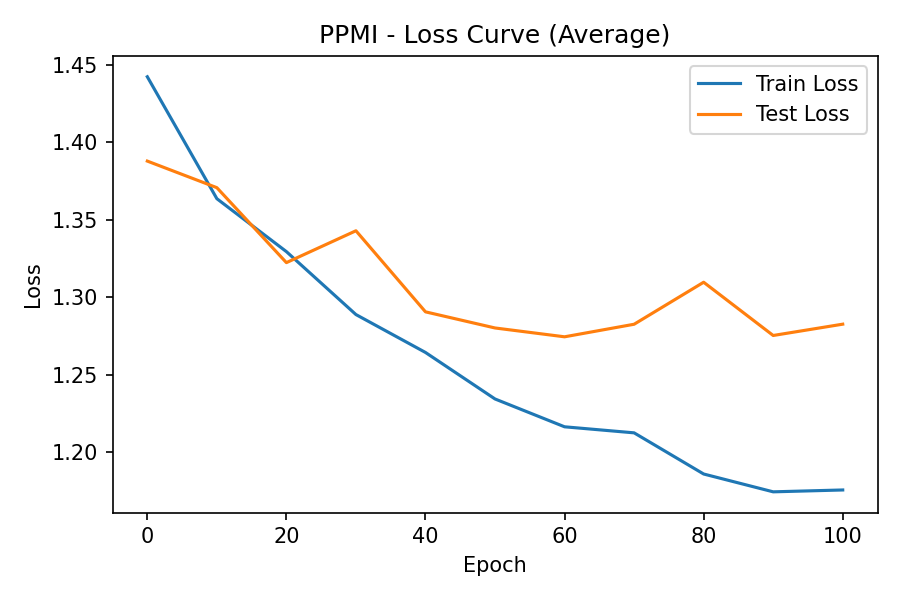 PPMI - Loss Curve (Average)
Train Loss
Test Loss
1.45
1.40
1.35
1.30
1.25
1.20
Loss
0 20 40 60 80 100
Epoch